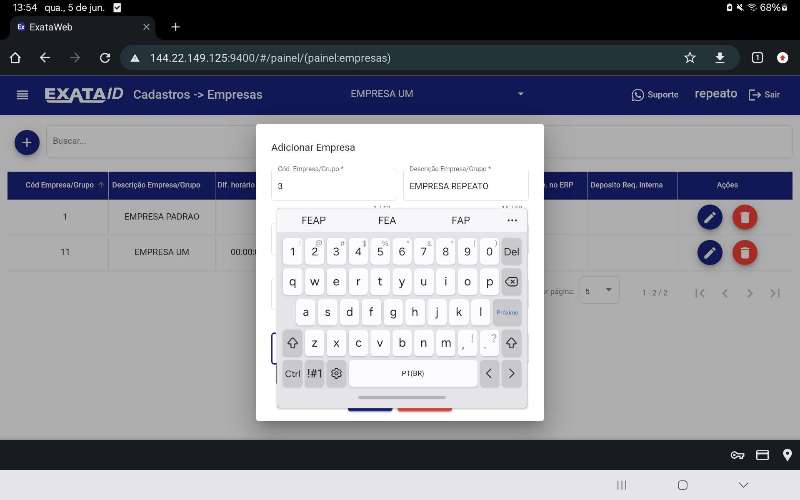 13:54 qua., 5 de jun. 68%
ExataWeb
144.22.149.125:9400/#/painel/(painel:empresas)
EXATAID Cadastros -> Empresas EMPRESA UM Suporte repeato Sair
Buscar...
Adicionar Empresa
Cód. Empresa/Grupo * Descrição Empresa/Grupo *
3 EMPRESA REPEATO
Cód Empresa/Grupo Descrição Empresa/Grupo Dif. horário no ERP Deposito Req. Interna Ações
1 EMPRESA PADRAO
11 EMPRESA UM 00:00:
página: 5 1 - 2 / 2
FEAP FEA FAP ...
1 2 3 4 5 6 7 8 9 0 Del
q w e r t y u i o p
a s d f g h j k l Próximo
z x c v b n m , ! . ?
Ctrl !#1 PT(BR) < >